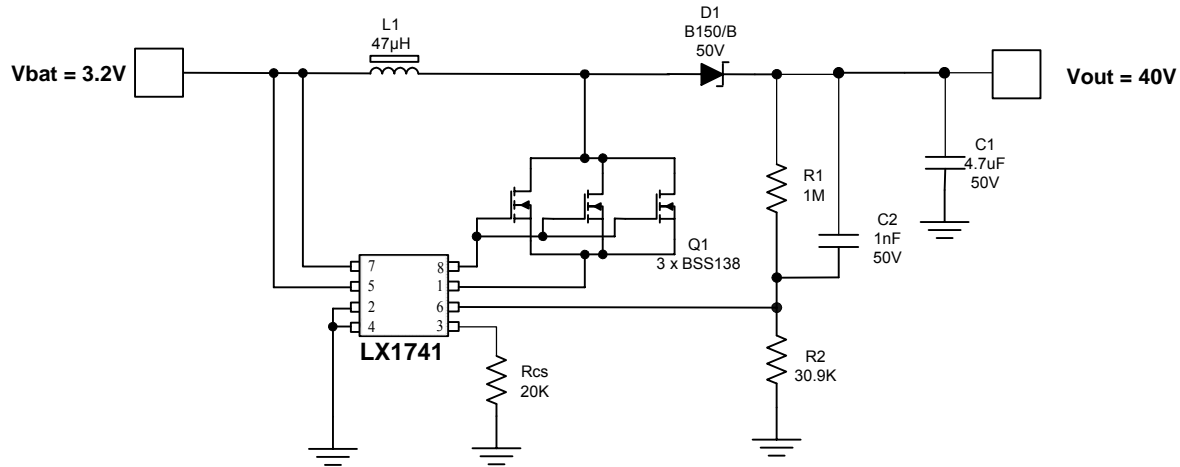 L1
47µH
D1
B150/B
50V
Vbat = 3.2V
Vout = 40V
C1
4.7uF
50V
R1
1M
C2
1nF
50V
Q1
3 x BSS138
7
8
5
1
2
6
4
3
LX1741
Rcs
20K
R2
30.9K